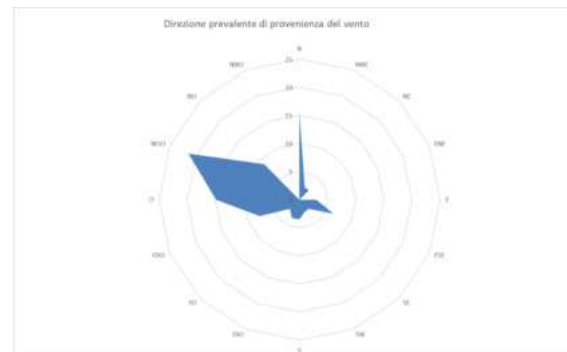 Direzione prevalente di provenienza del vento
N
25
NNO
NNE
20
NO
NE
15
ONO
10
ENE
5
O
E
OSO
ESE
SO
SE
SSO
S